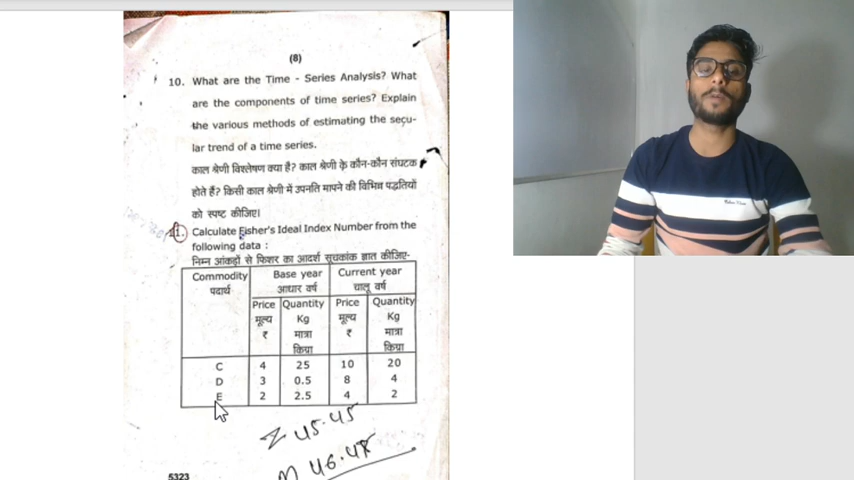 (8)
10. What are the Time - Series Analysis? What
are the components of time series? Explain
the various methods of estimating the secu-
lar trend of a time series.
काल श्रेणी विश्लेषण क्या है? काल श्रेणी के कौन-कौन संघटक
होते हैं? किसी काल श्रेणी में उपनति मापने की विभिन्न पद्धतियों
को स्पष्ट कीजिए।
11. Calculate Fisher's Ideal Index Number from the
following data :
निम्न आंकड़ों से फिशर का आदर्श सूचकांक ज्ञात कीजिए-
Commodity Base year Current year
पदार्थ आधार वर्ष चालू वर्ष
Price Quantity Price Quantity
मूल्य Kg मूल्य Kg
₹ मात्रा ₹ मात्रा
किग्रा किग्रा
C 4 25 10 20
D 3 0.5 8 4
E 2 2.5 4 2
Z 45.45
5323